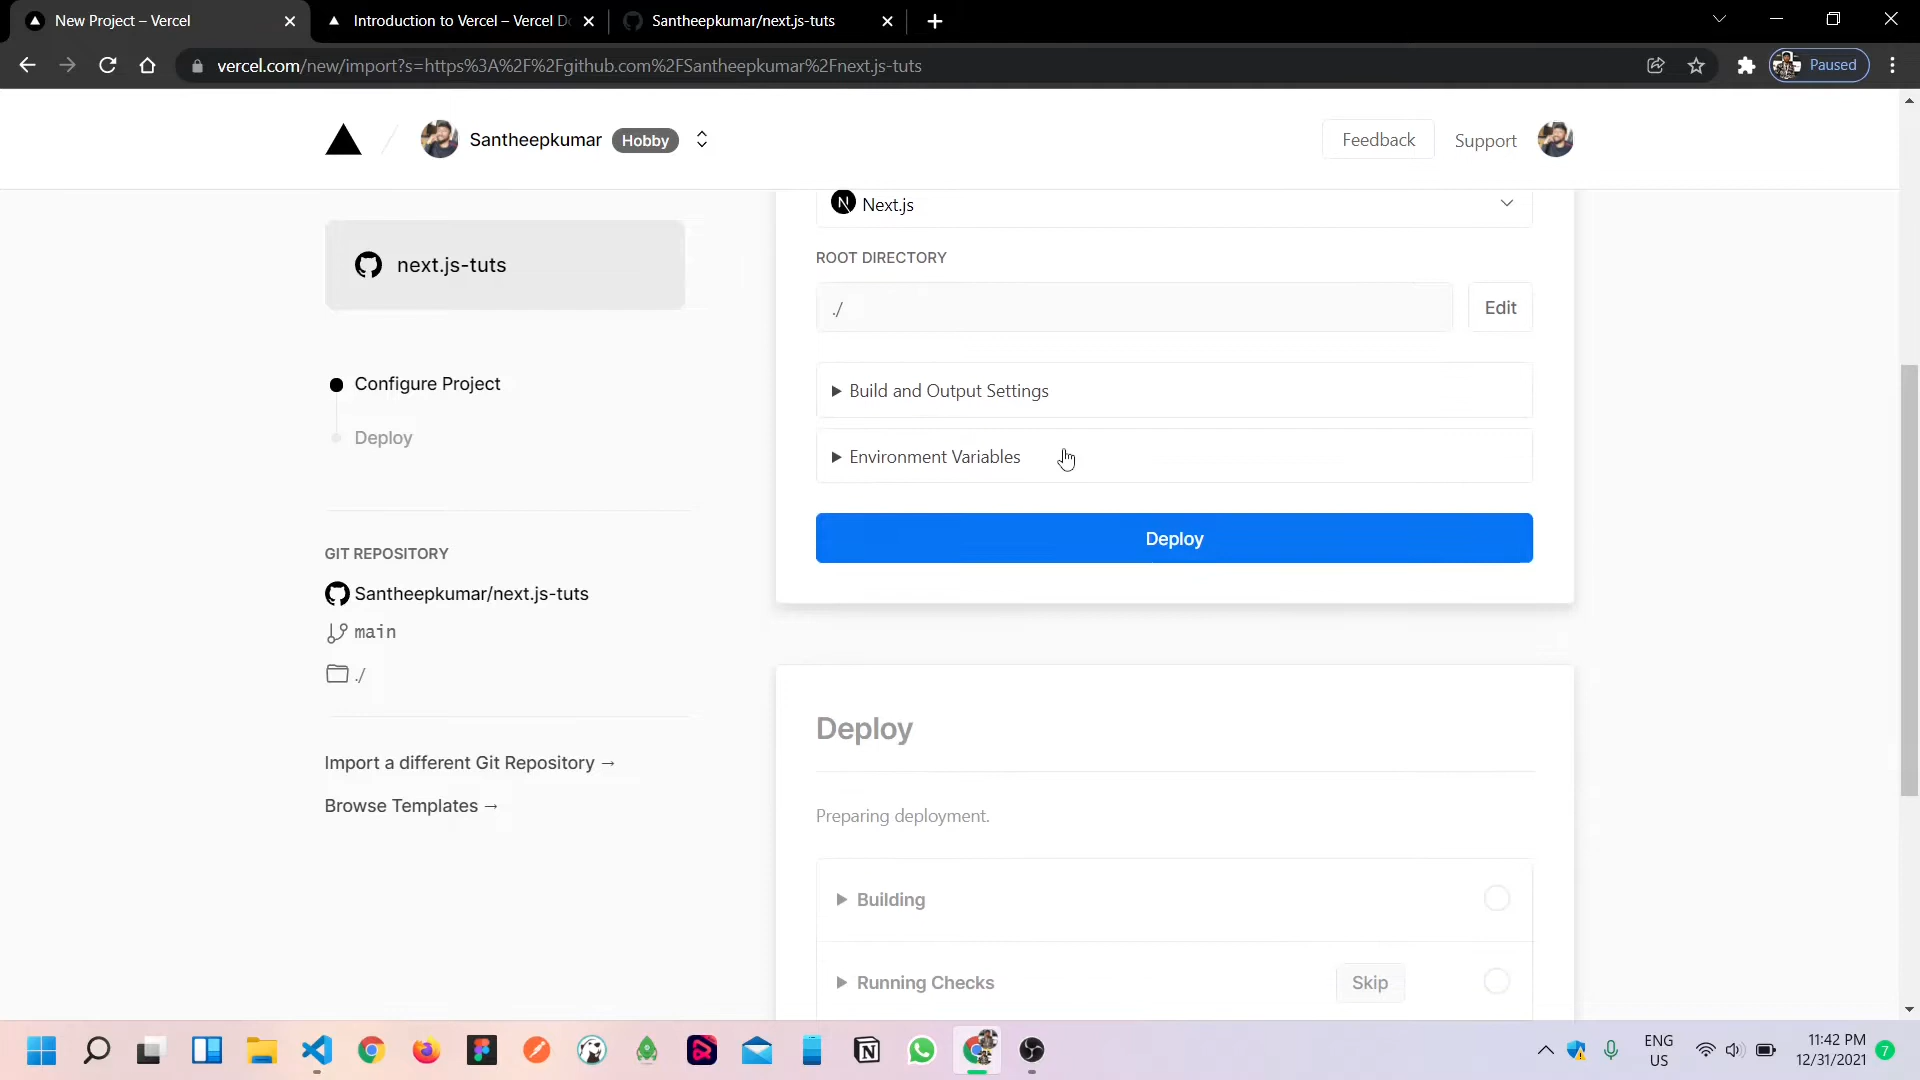 New Project – Vercel
Introduction to Vercel – Vercel Do
Santheepkumar/next.js-tuts
vercel.com/new/import?s=https%3A%2F%2Fgithub.com%2FSantheepkumar%2Fnext.js-tuts
Paused
Santheepkumar Hobby
Feedback
Support
N Next.js
next.js-tuts
ROOT DIRECTORY
./
Edit
Configure Project
Deploy
Build and Output Settings
Environment Variables
Deploy
GIT REPOSITORY
Santheepkumar/next.js-tuts
main
./
Import a different Git Repository →
Browse Templates →
Deploy
Preparing deployment.
Building
Running Checks
Skip
ENG
US
11:42 PM
12/31/2021
7